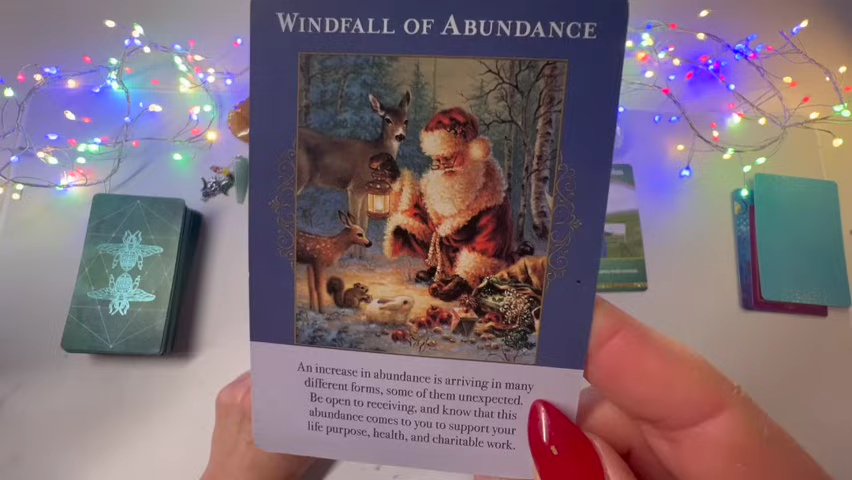 WINDFALL OF ABUNDANCE
An increase in abundance is arriving in many
different forms, some of them unexpected.
Be open to receiving, and know that this
abundance comes to you to support your
life purpose, health, and charitable work.